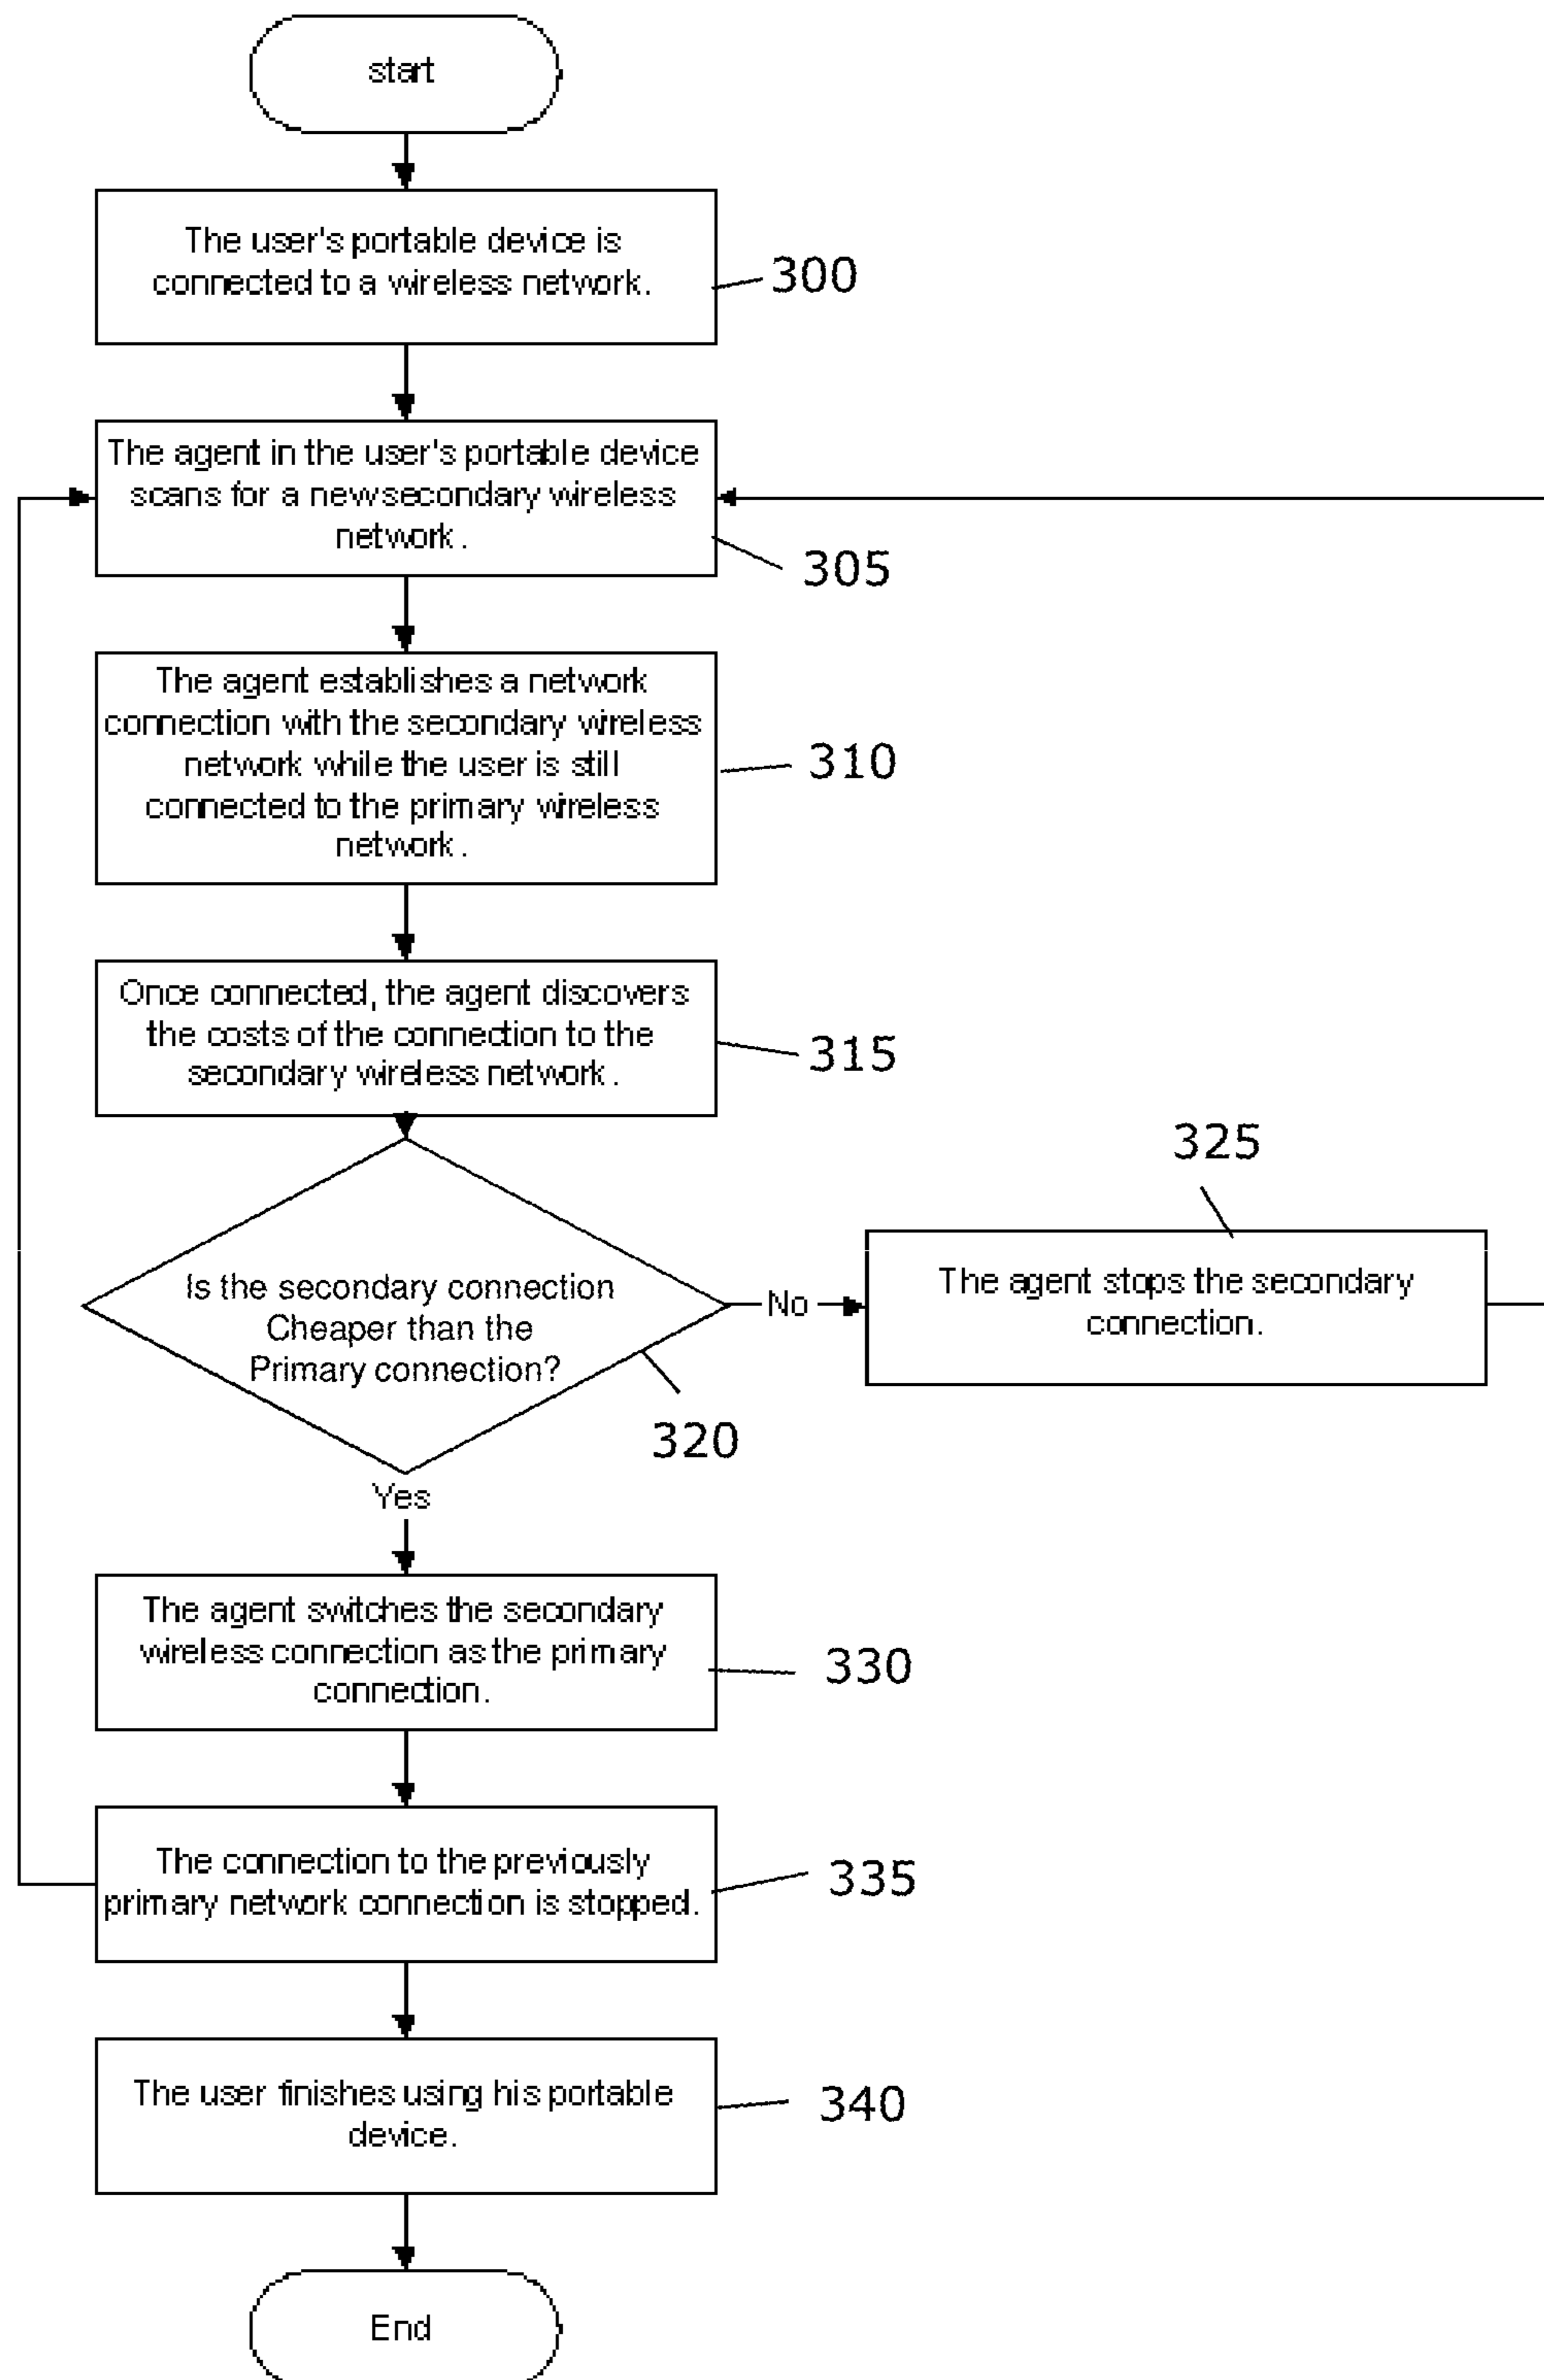 start
The user's portable device is
connected to a wireless network.
300
The agent in the user's portable device
scans for a new secondary wireless
network.
305
The agent establishes a network
connection with the secondary wireless
network while the user is still
connected to the primary wireless
network.
310
Once connected, the agent discovers
the costs of the connection to the
secondary wireless network.
315
Is the secondary connection
Cheaper than the
Primary connection?
320
No
325
The agent stops the secondary
connection.
Yes
The agent switches the secondary
wireless connection as the primary
connection.
330
The connection to the previously
primary network connection is stopped.
335
The user finishes using his portable
device.
340
End